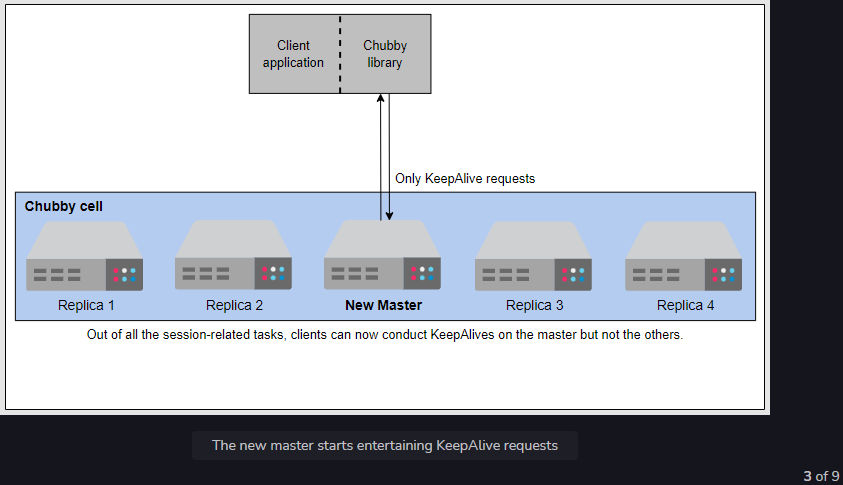 Client
application
Chubby
library
Only KeepAlive requests
Chubby cell
Replica 1
Replica 2
New Master
Replica 3
Replica 4
Out of all the session-related tasks, clients can now conduct KeepAlives on the master but not the others.
The new master starts entertaining KeepAlive requests
3 of 9